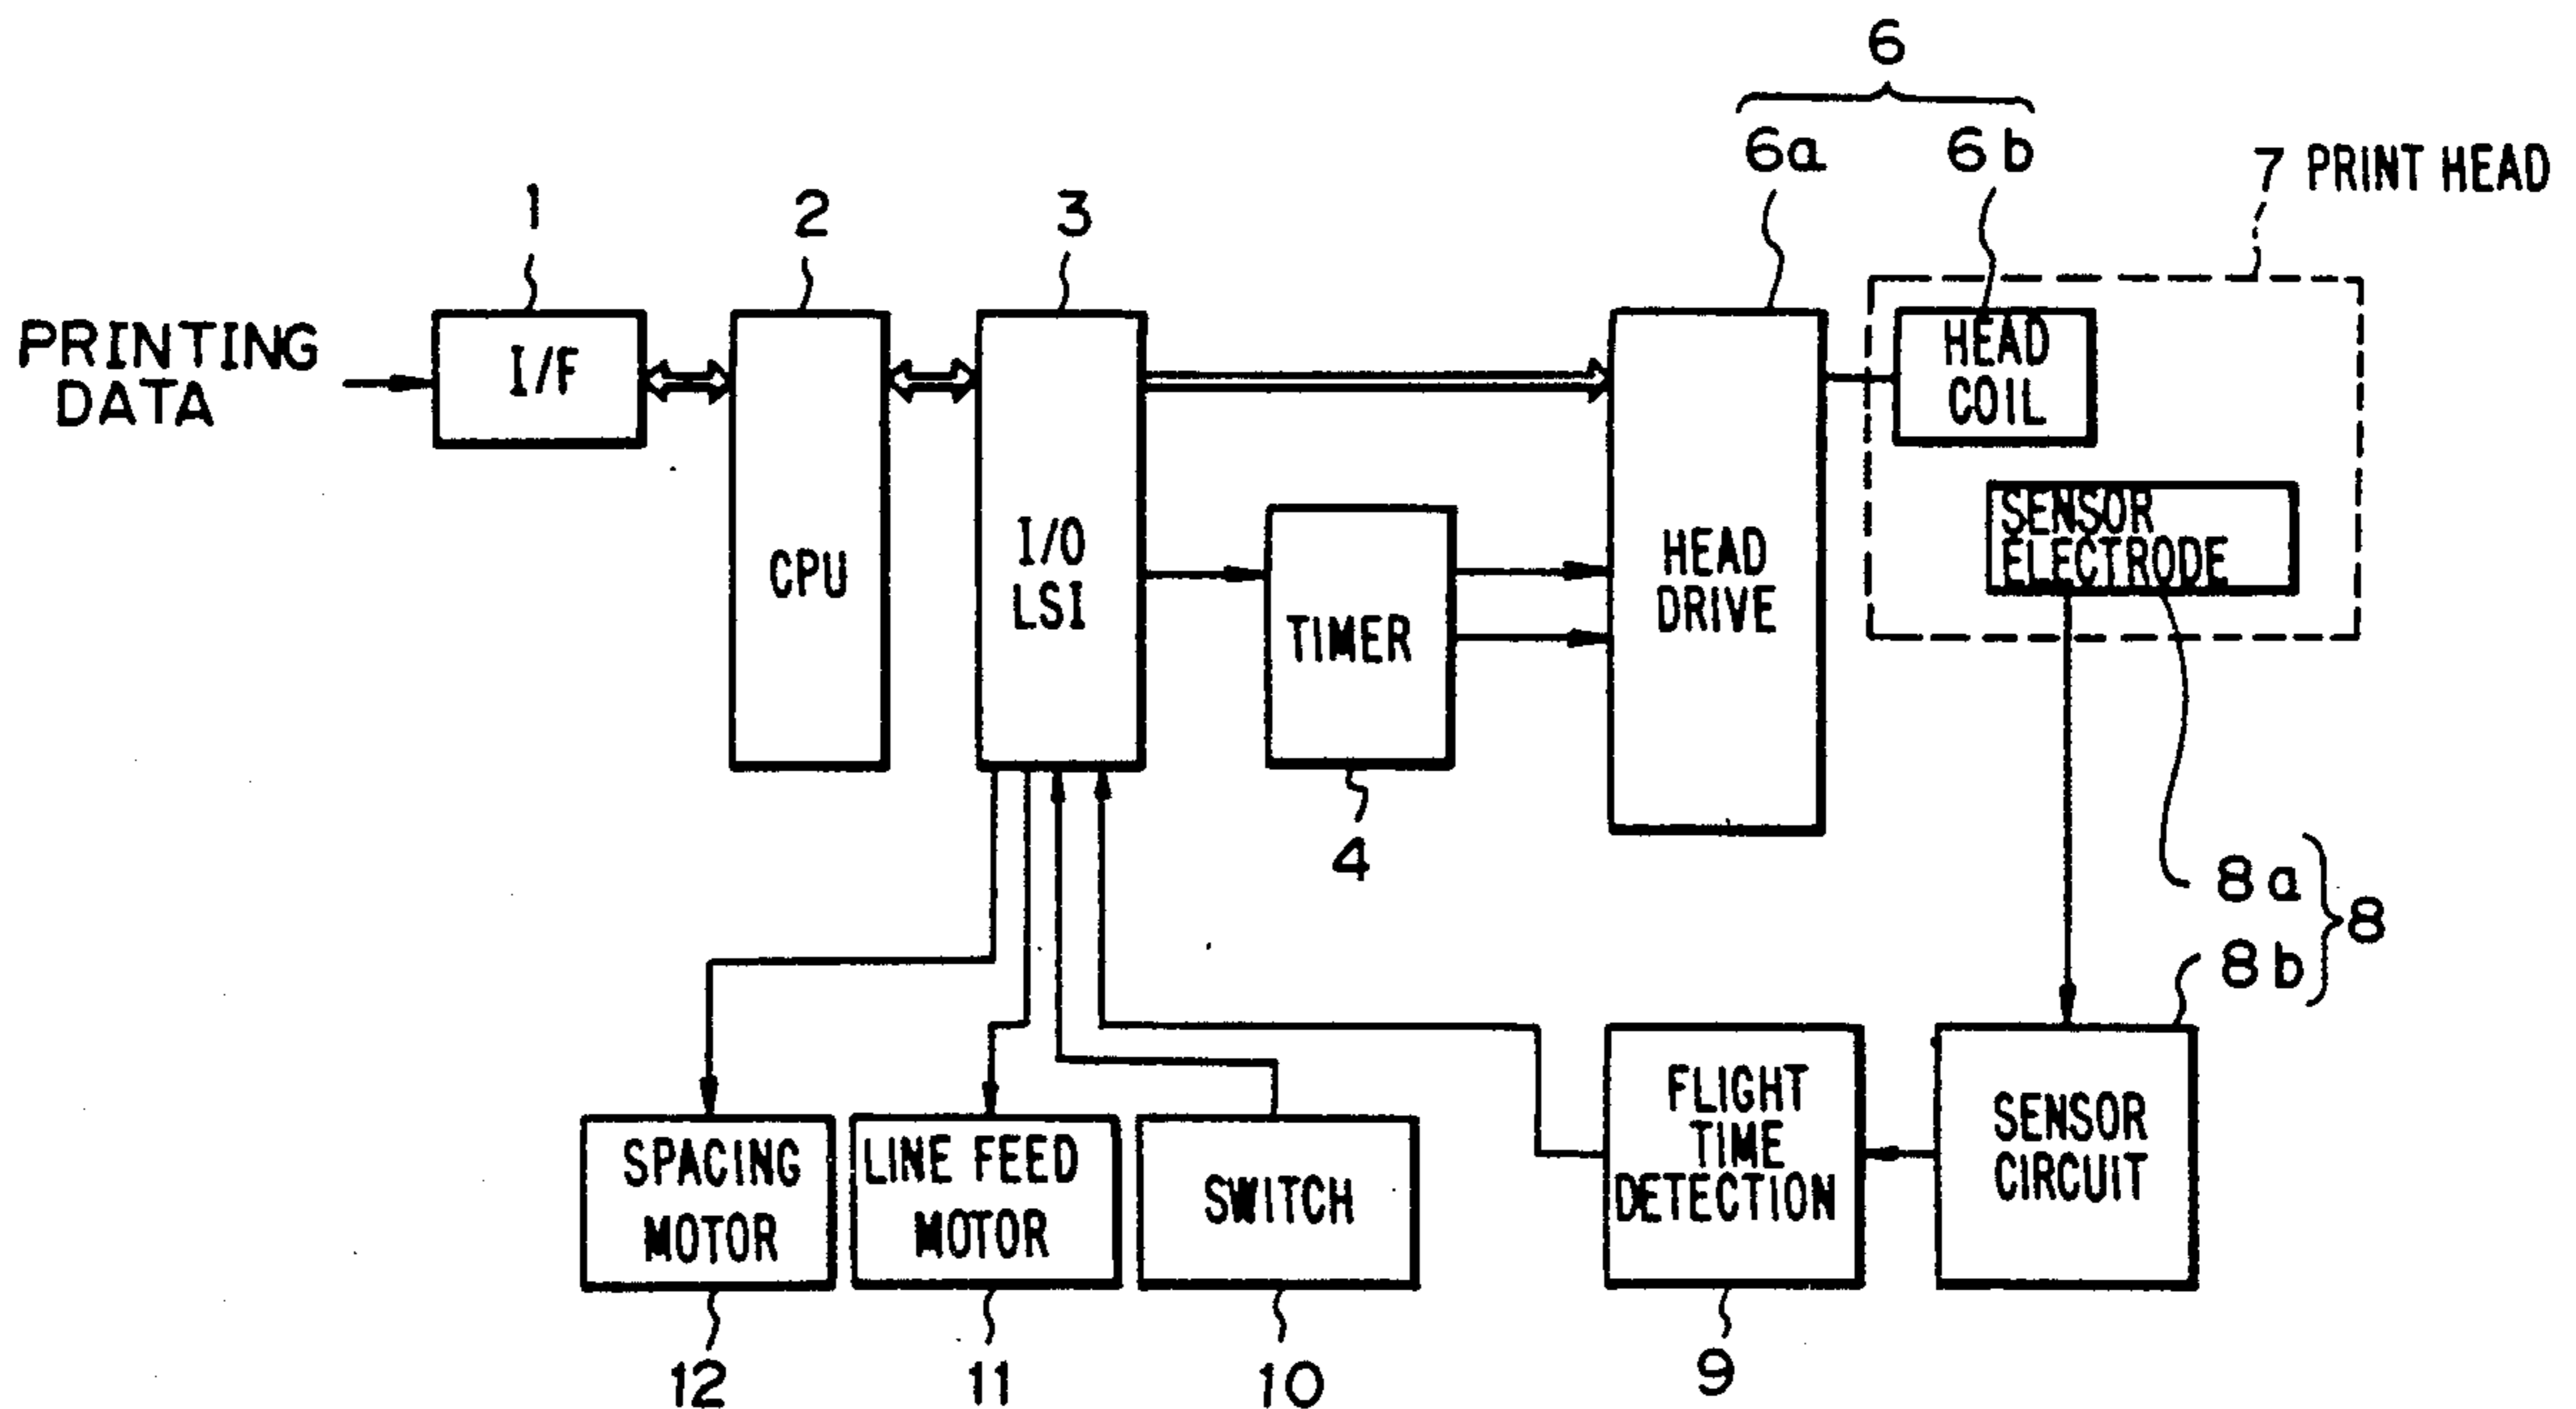 6
6a 6b
7 PRINT HEAD
1 2 3
PRINTING
DATA
I/F
CPU
I/O
LSI
TIMER
HEAD
DRIVE
HEAD
COIL
SENSOR
ELECTRODE
4
8a
8
8b
SPACING
MOTOR
LINE FEED
MOTOR
SWITCH
FLIGHT
TIME
DETECTION
SENSOR
CIRCUIT
12 11 10 9